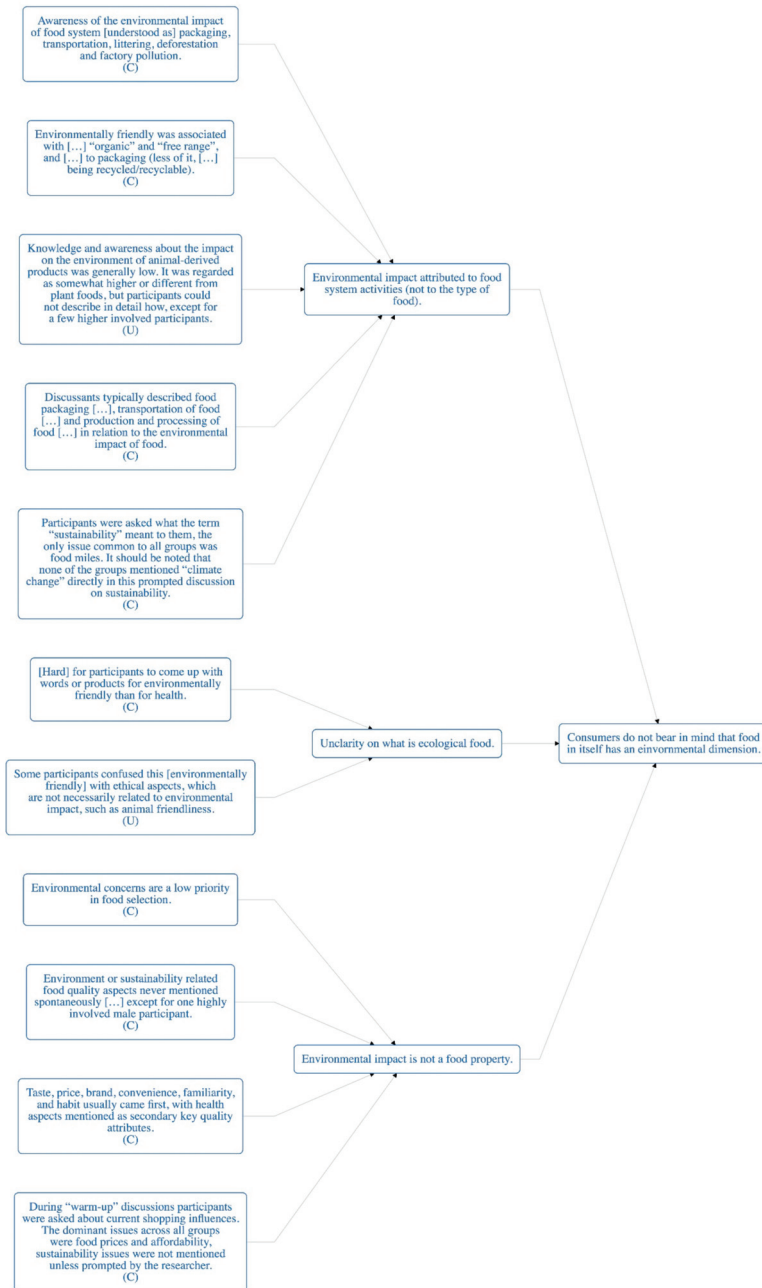 Awareness of the environmental impact
of food system [understood as] packaging,
transportation, littering, deforestation
and factory pollution.
(C)
Environmentally friendly was associated
with […] “organic” and “free range”,
and […] to packaging (less of it, […]
being recycled/recyclable).
(C)
Knowledge and awareness about the impact
on the environment of animal-derived
products was generally low. It was regarded
as somewhat higher or different from
plant foods, but participants could
not describe in detail how, except for
a few higher involved participants.
(U)
Environmental impact attributed to food
system activities (not to the type of
food).
Discussants typically described food
packaging […], transportation of food
[…] and production and processing of
food […] in relation to the environmental
impact of food.
(C)
Participants were asked what the term
“sustainability” meant to them, the
only issue common to all groups was
food miles. It should be noted that
none of the groups mentioned “climate
change” directly in this prompted discussion
on sustainability.
(C)
[Hard] for participants to come up with
words or products for environmentally
friendly than for health.
(C)
Unclarity on what is ecological food.
Consumers do not bear in mind that food
in itself has an einvornmental dimension.
Some participants confused this [environmentally
friendly] with ethical aspects, which
are not necessarily related to environmental
impact, such as animal friendliness.
(U)
Environmental concerns are a low priority
in food selection.
(C)
Environment or sustainability related
food quality aspects never mentioned
spontaneously […] except for one highly
involved male participant.
(C)
Environmental impact is not a food property.
Taste, price, brand, convenience, familiarity,
and habit usually came first, with health
aspects mentioned as secondary key quality
attributes.
(C)
During “warm-up” discussions participants
were asked about current shopping influences.
The dominant issues across all groups
were food prices and affordability,
sustainability issues were not mentioned
unless prompted by the researcher.
(C)